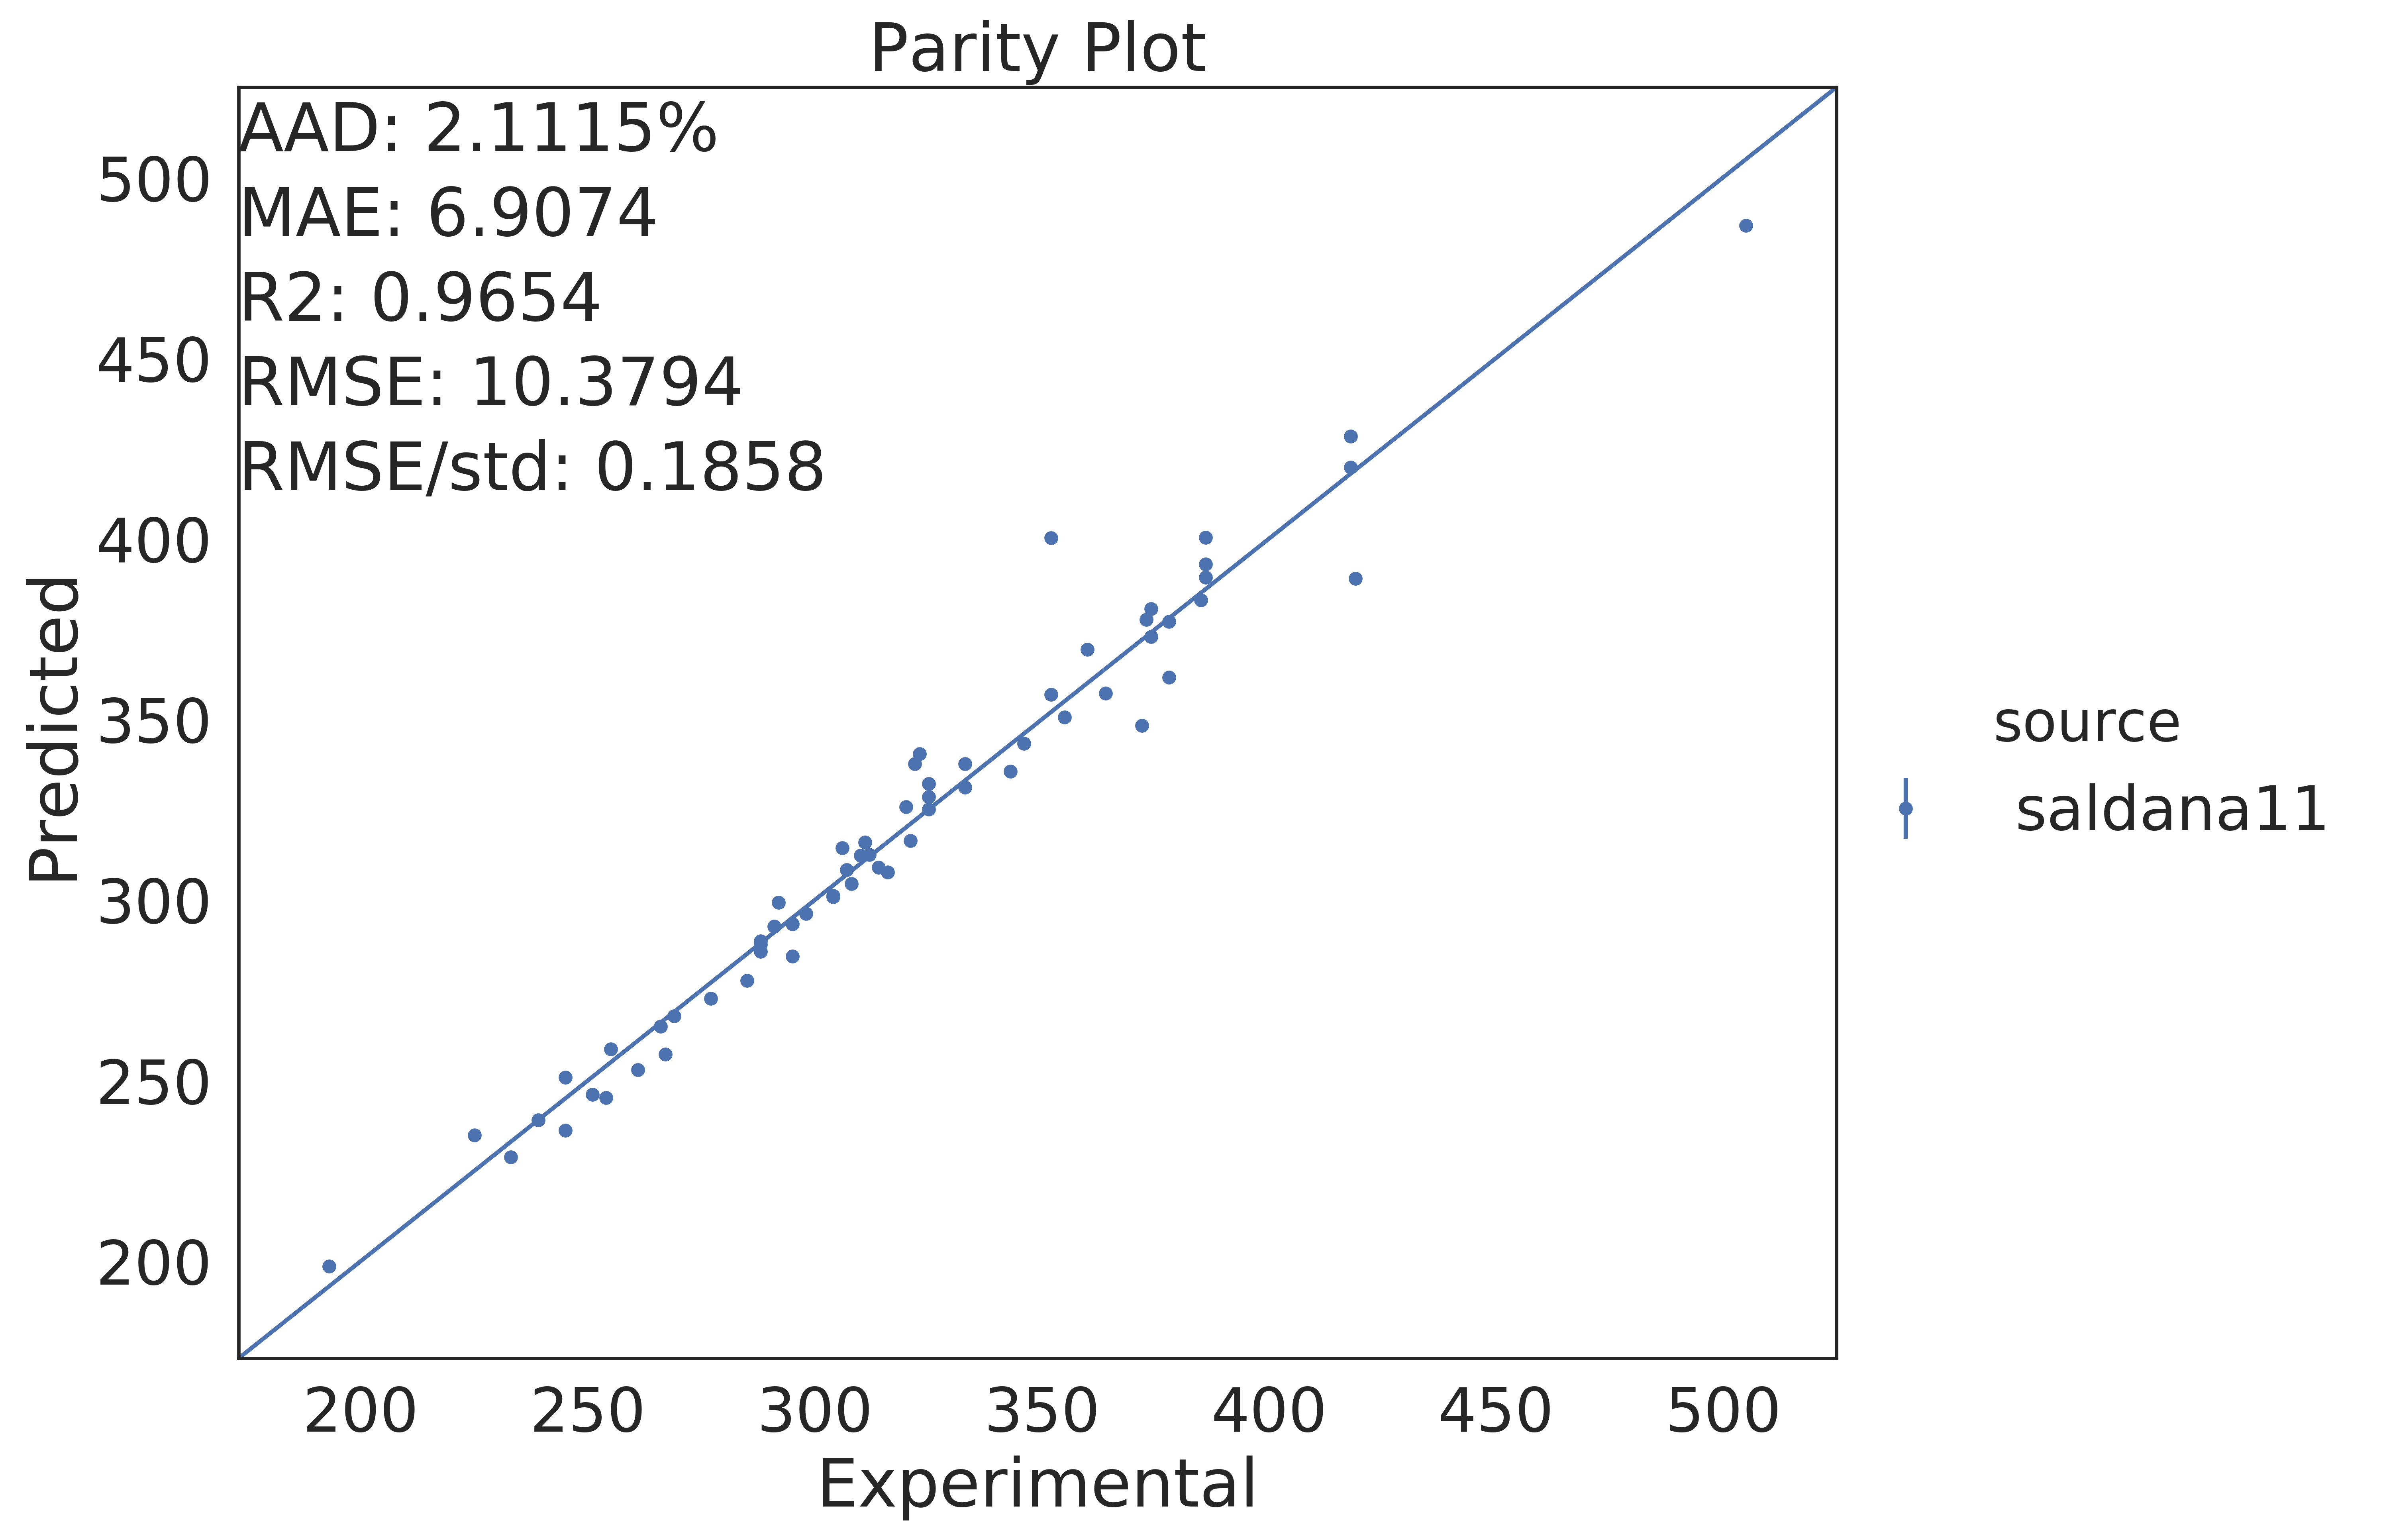 Parity Plot
AAD: 2.1115%
MAE: 6.9074
R2: 0.9654
RMSE: 10.3794
RMSE/std: 0.1858
500
450
400
350
300
250
200
Predicted
200 250 300 350 400 450 500
Experimental
source
saldana11